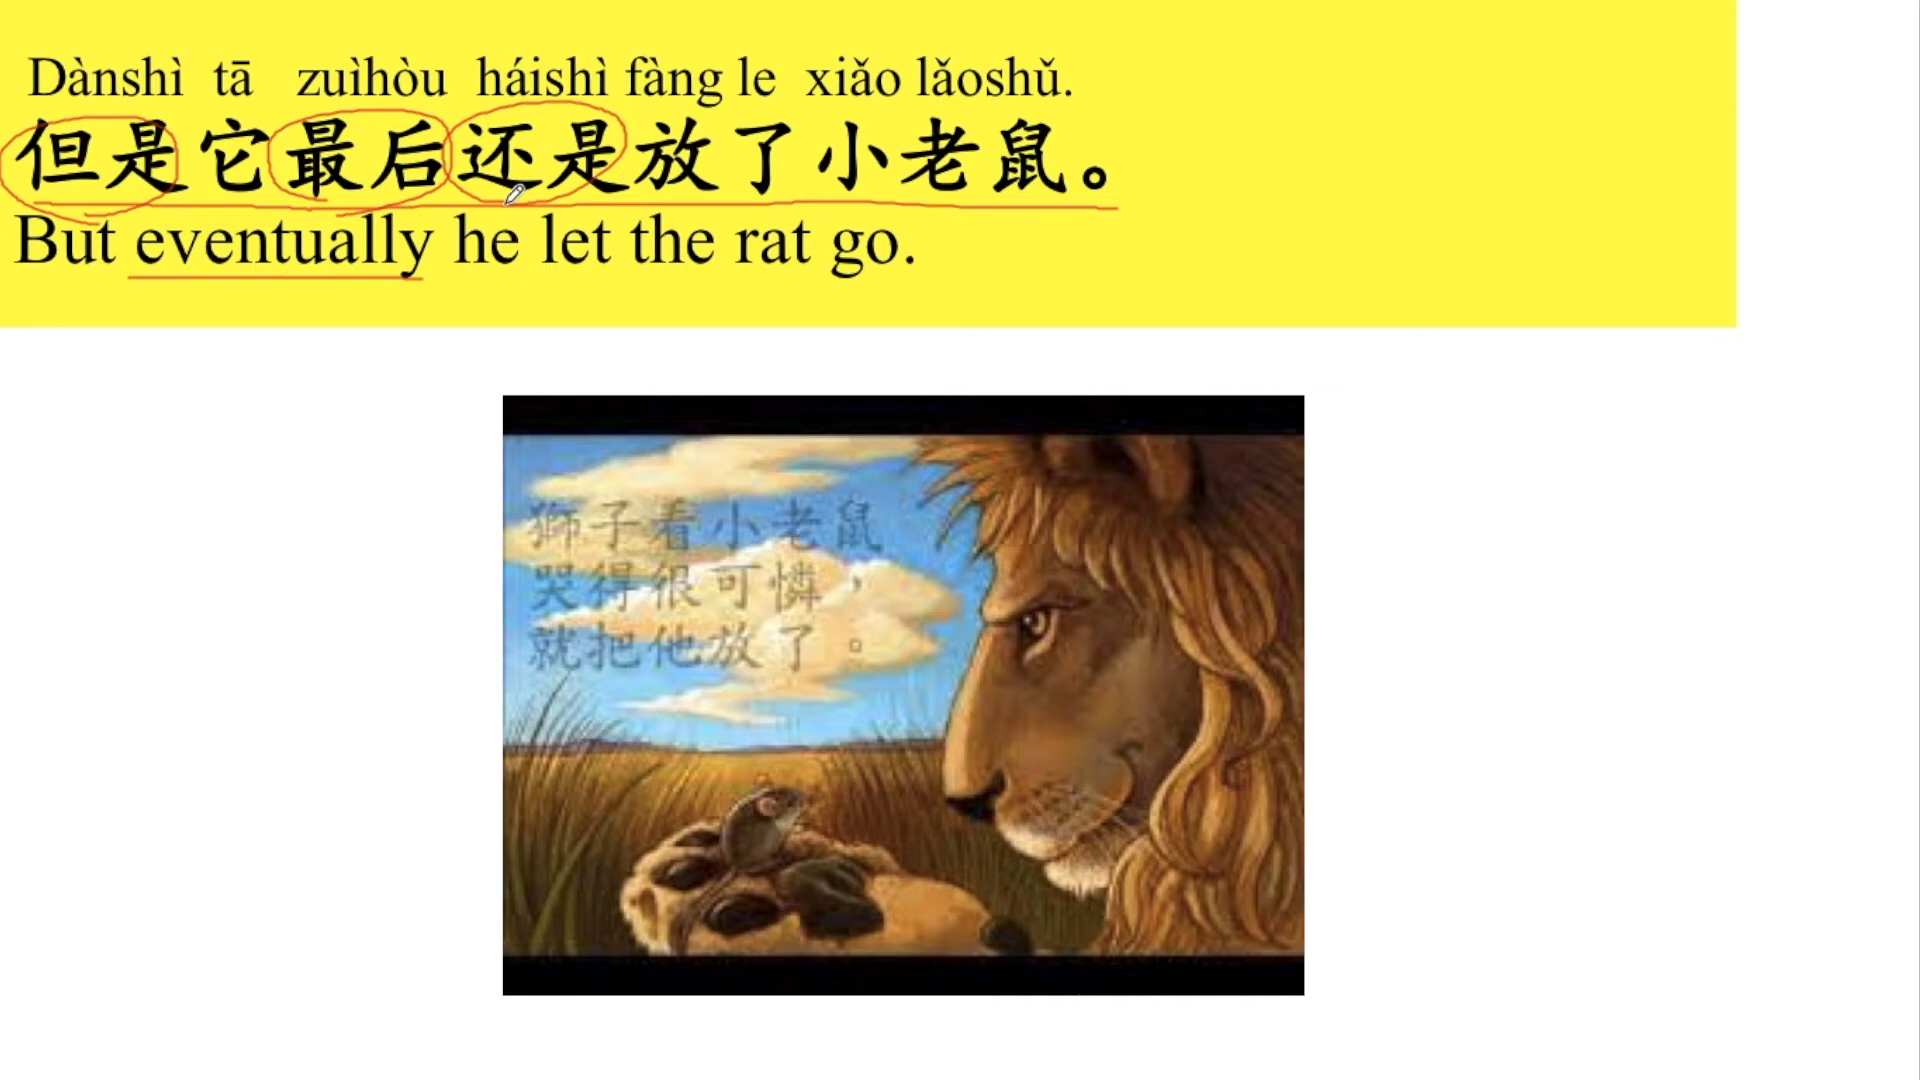 Dànshì tā zuìhòu háishì fàng le xiǎo lǎoshǔ.
但是它最后还是放了小老鼠。
But eventually he let the rat go.
獅子看小老鼠
哭得很可憐，
就把他放了。